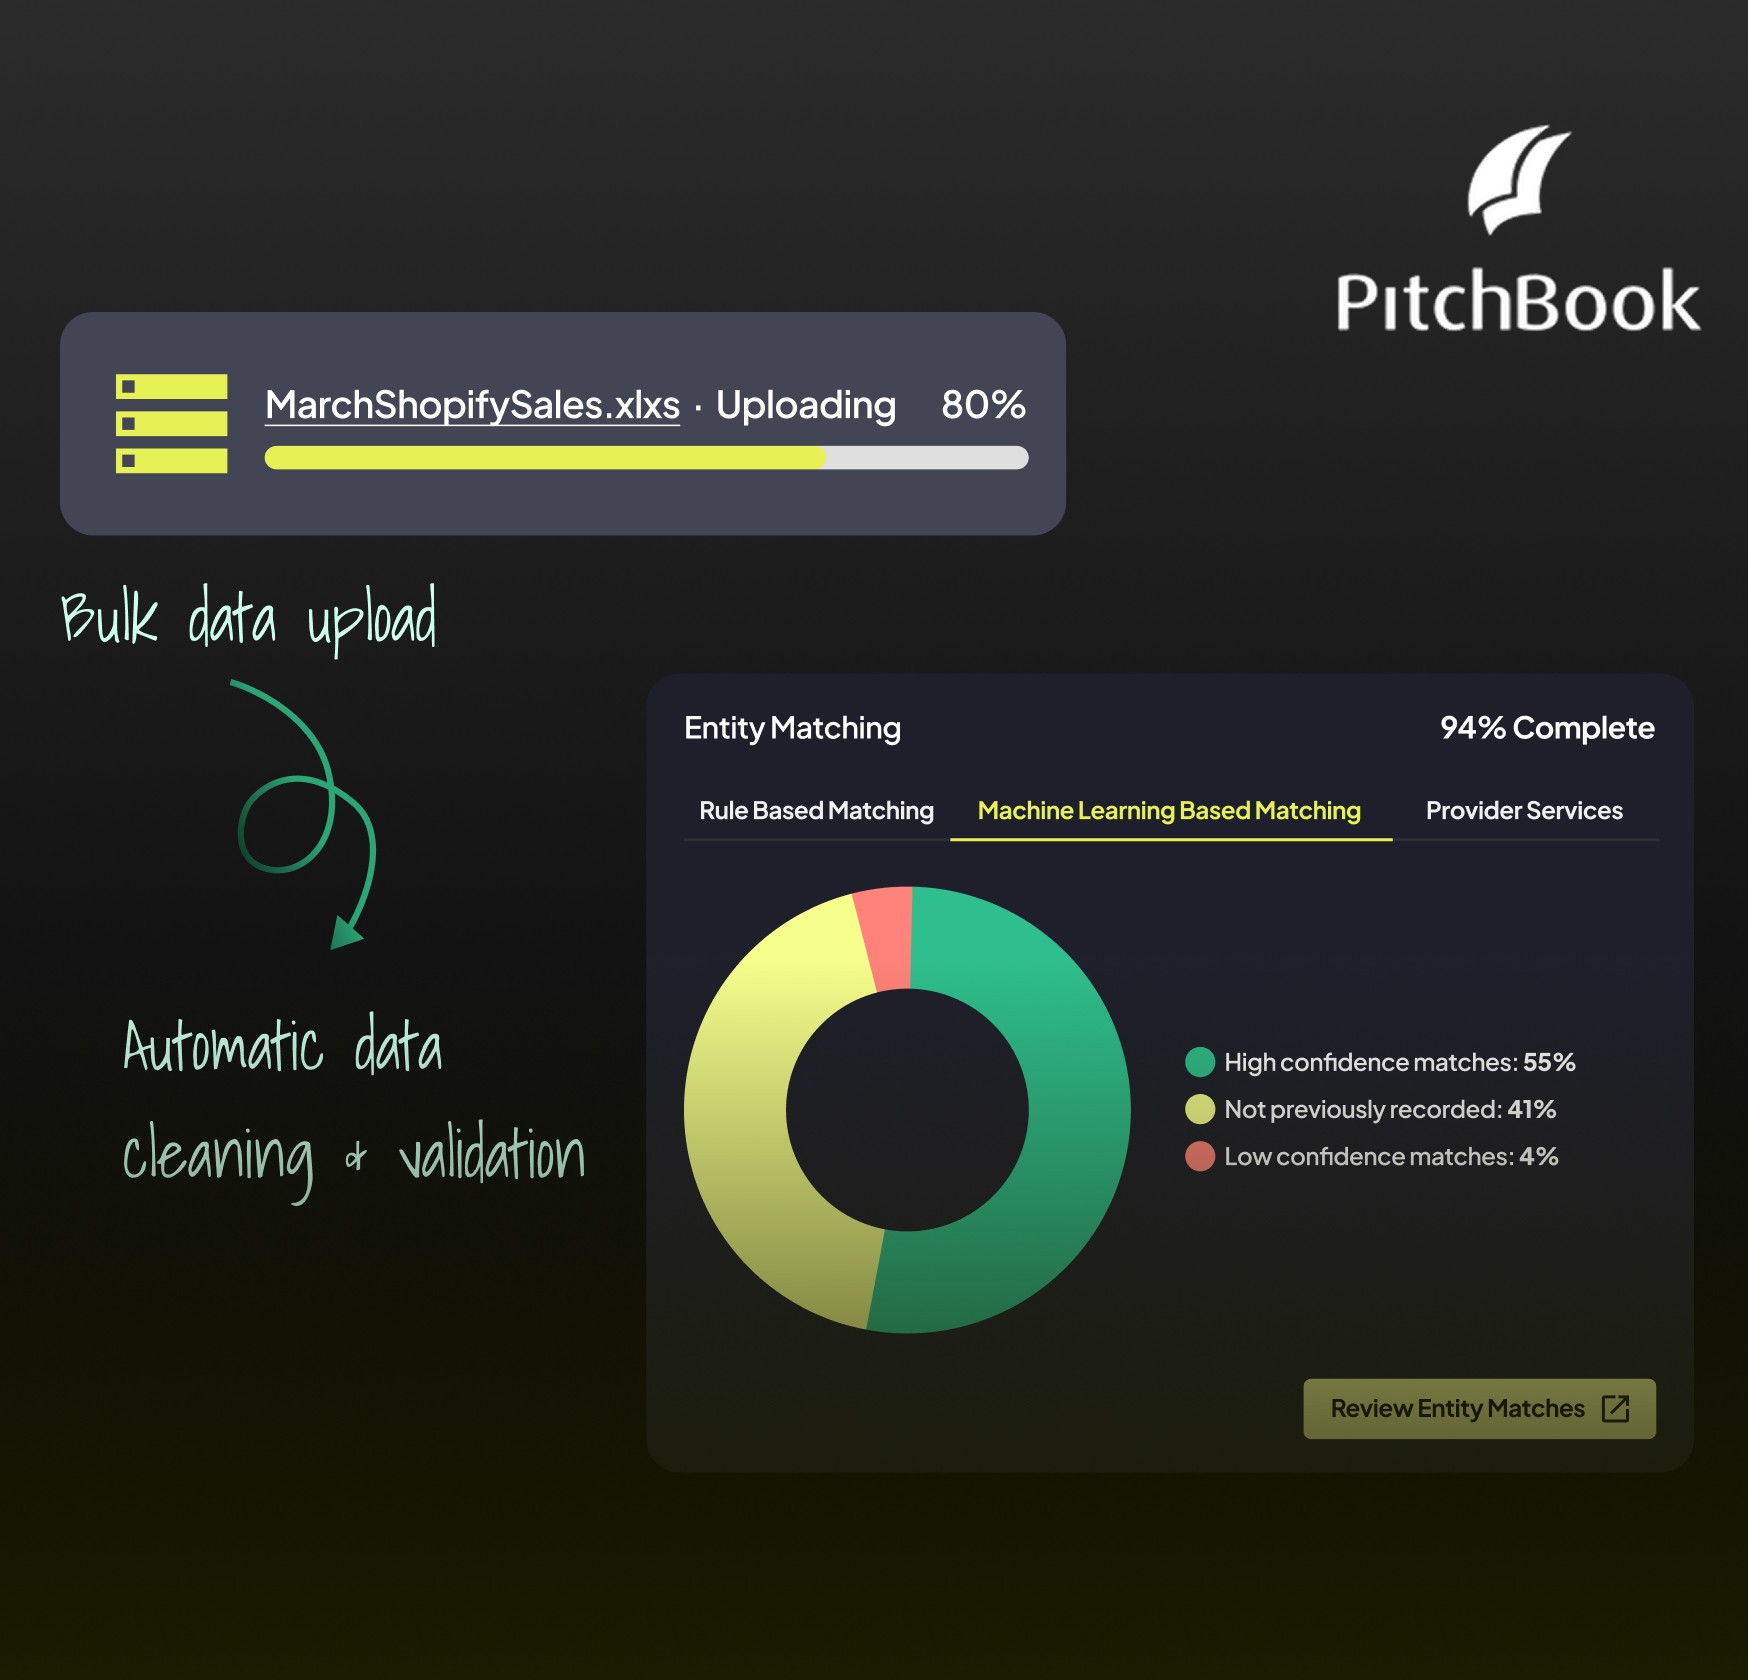 PitchBook
MarchShopifySales.xlxs · Uploading 80%
Bulk data upload
Entity Matching 94% Complete
Rule Based Matching Machine Learning Based Matching Provider Services
Automatic data
cleaning & validation
High confidence matches: 55%
Not previously recorded: 41%
Low confidence matches: 4%
Review Entity Matches